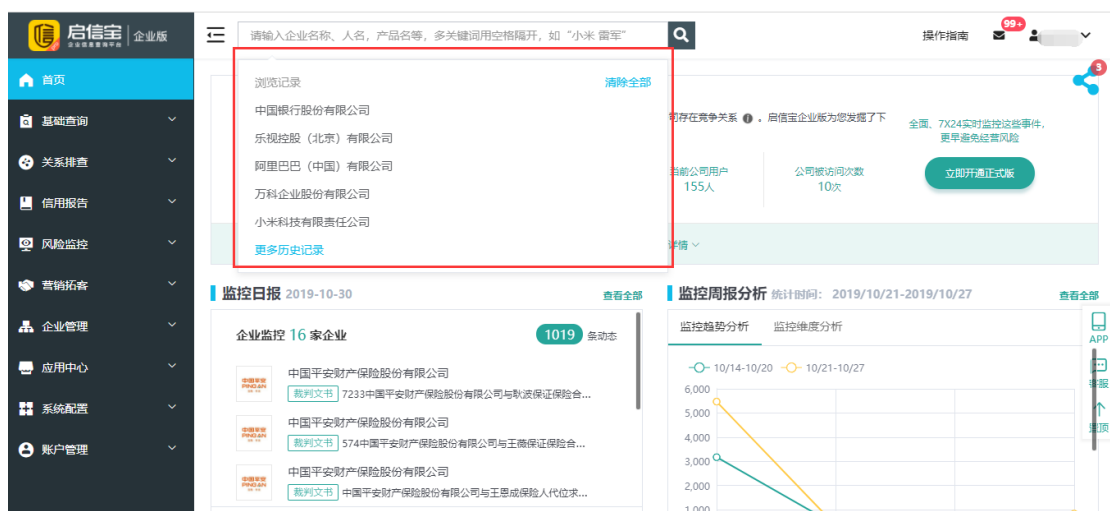 启信宝 企业版
企业信息查询平台
请输入企业名称、人名，产品名等，多关键词用空格隔开，如“小米 雷军”
操作指南
99+
首页
基础查询
关系排查
信用报告
风险监控
营销拓客
企业管理
应用中心
系统配置
账户管理
浏览记录 清除全部
中国银行股份有限公司
乐视控股（北京）有限公司
阿里巴巴（中国）有限公司
万科企业股份有限公司
小米科技有限责任公司
更多历史记录
司存在竞争关系 ，启信宝企业版为您发掘了下
当前公司用户
155人
公司被访问次数
10次
详情
全面、7X24实时监控这些事件，
更早避免经营风险
立即开通正式版
3
监控日报 2019-10-30 查看全部
企业监控 16 家企业 1019 条动态
中国平安财产保险股份有限公司
裁判文书 7233中国平安财产保险股份有限公司与耿波保证保险合...
中国平安财产保险股份有限公司
裁判文书 574中国平安财产保险股份有限公司与王薇保证保险合...
中国平安财产保险股份有限公司
裁判文书 中国平安财产保险股份有限公司与王恩成保险人代位求...
监控周报分析 统计时间： 2019/10/21-2019/10/27 查看全部
监控趋势分析 监控维度分析
10/14-10/20 10/21-10/27
6,000
5,000
4,000
3,000
2,000
1,000
APP
客服
置顶